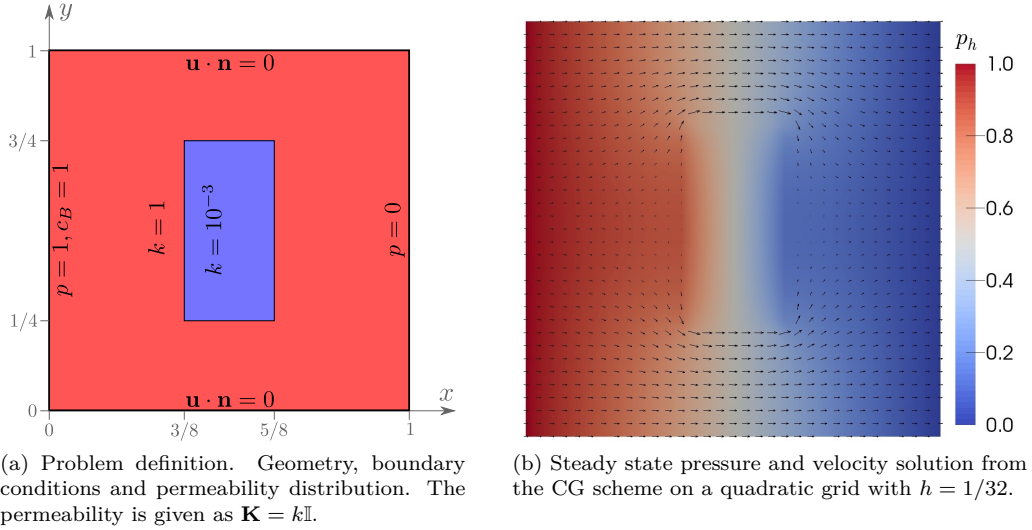 y
1
u · n = 0
3/4
p = 1, c_B = 1
k = 1
k = 10^{-3}
p = 0
1/4
u · n = 0
x
0
0
3/8
5/8
1
(a) Problem definition. Geometry, boundary
conditions and permeability distribution. The
permeability is given as K = k𝕀.
p_h
1.0
0.8
0.6
0.4
0.2
0.0
(b) Steady state pressure and velocity solution from
the CG scheme on a quadratic grid with h = 1/32.